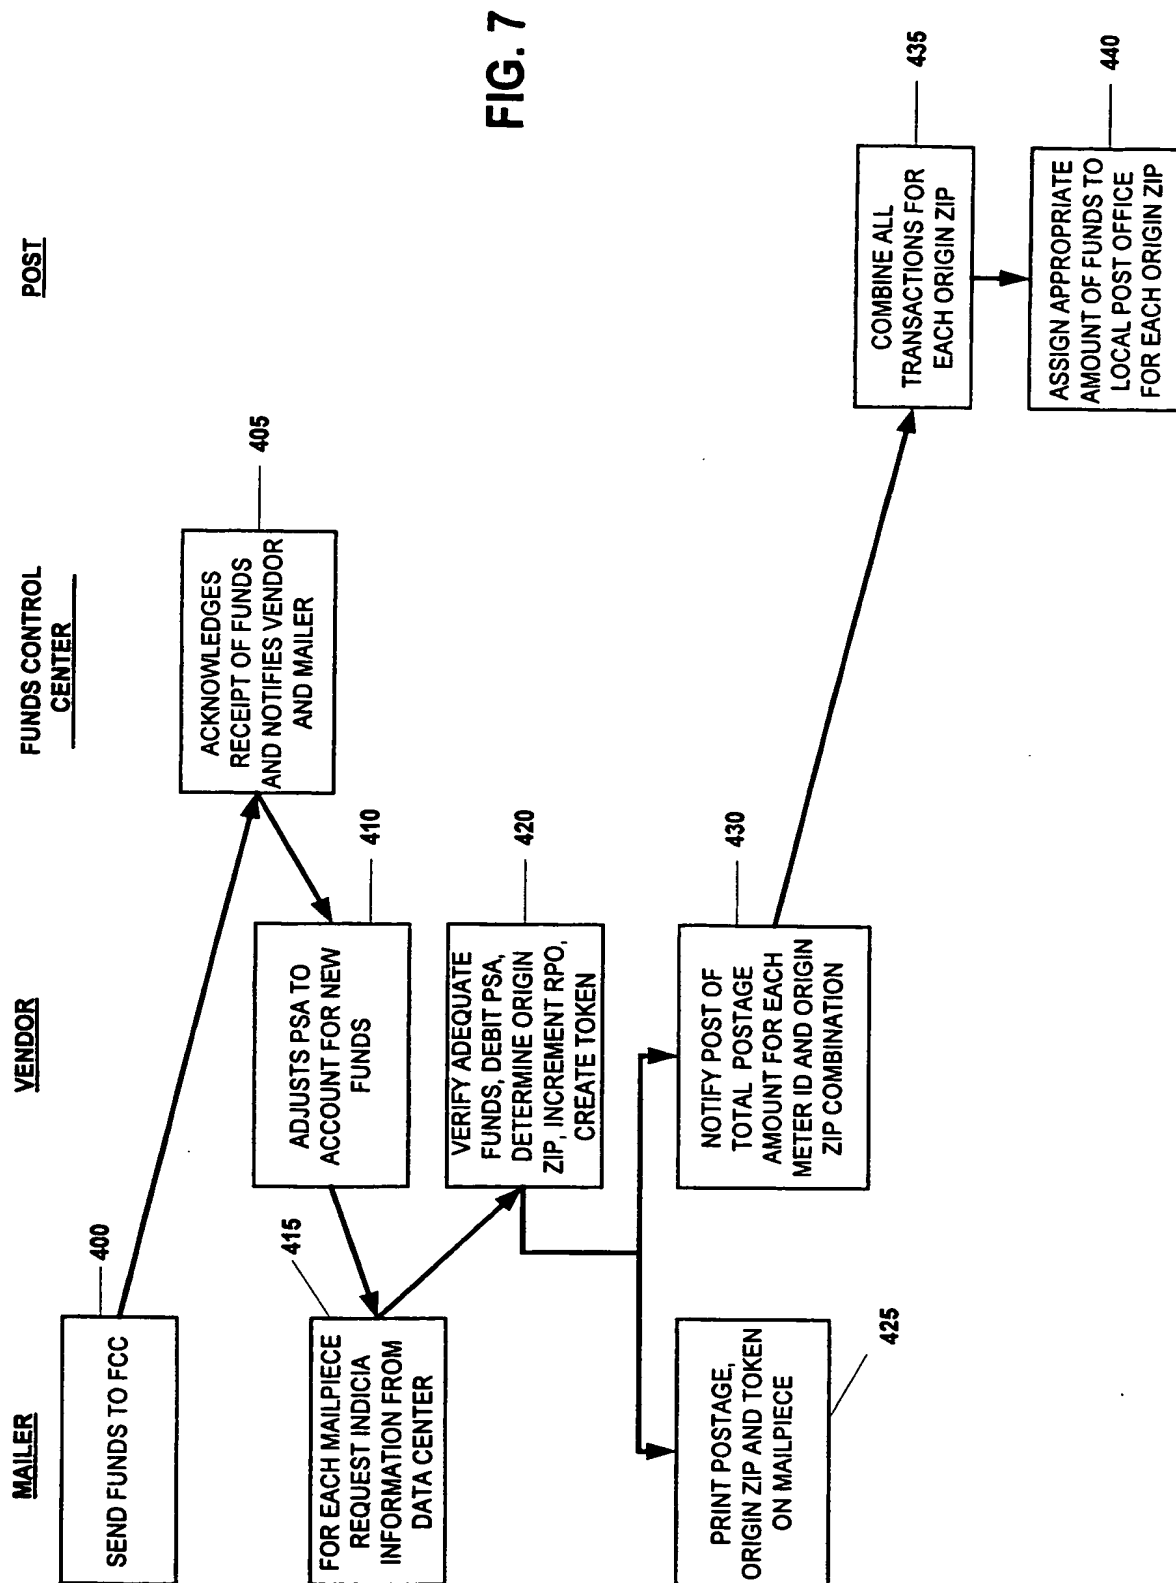 MAILER
VENDOR
FUNDS CONTROL
CENTER
POST
SEND FUNDS TO FCC
400
ACKNOWLEDGES
RECEIPT OF FUNDS
AND NOTIFIES VENDOR
AND MAILER
405
ADJUSTS PSA TO
ACCOUNT FOR NEW
FUNDS
410
FOR EACH MAILPIECE
REQUEST INDICIA
INFORMATION FROM
DATA CENTER
415
VERIFY ADEQUATE
FUNDS, DEBIT PSA,
DETERMINE ORIGIN
ZIP, INCREMENT RPO,
CREATE TOKEN
420
PRINT POSTAGE,
ORIGIN ZIP AND TOKEN
ON MAILPIECE
425
NOTIFY POST OF
TOTAL POSTAGE
AMOUNT FOR EACH
METER ID AND ORIGIN
ZIP COMBINATION
430
COMBINE ALL
TRANSACTIONS FOR
EACH ORIGIN ZIP
435
ASSIGN APPROPRIATE
AMOUNT OF FUNDS TO
LOCAL POST OFFICE
FOR EACH ORIGIN ZIP
440
FIG. 7